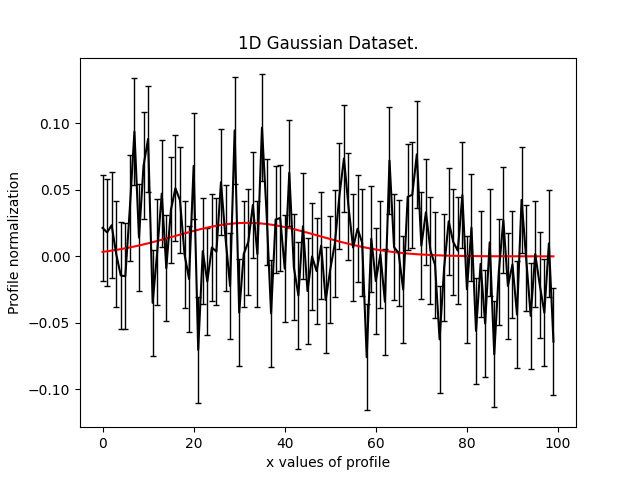 1D Gaussian Dataset.
Profile normalization
0.10
0.05
0.00
−0.05
−0.10
0 20 40 60 80 100
x values of profile